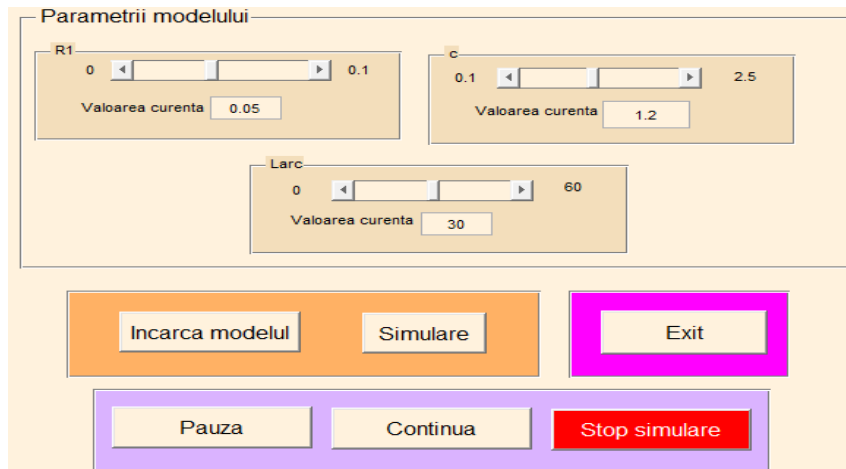 Parametrii modelului
R1
0 0.1
Valoarea curenta 0.05
c
0.1 2.5
Valoarea curenta 1.2
Larc
0 60
Valoarea curenta 30
Incarca modelul Simulare Exit
Pauza Continua Stop simulare